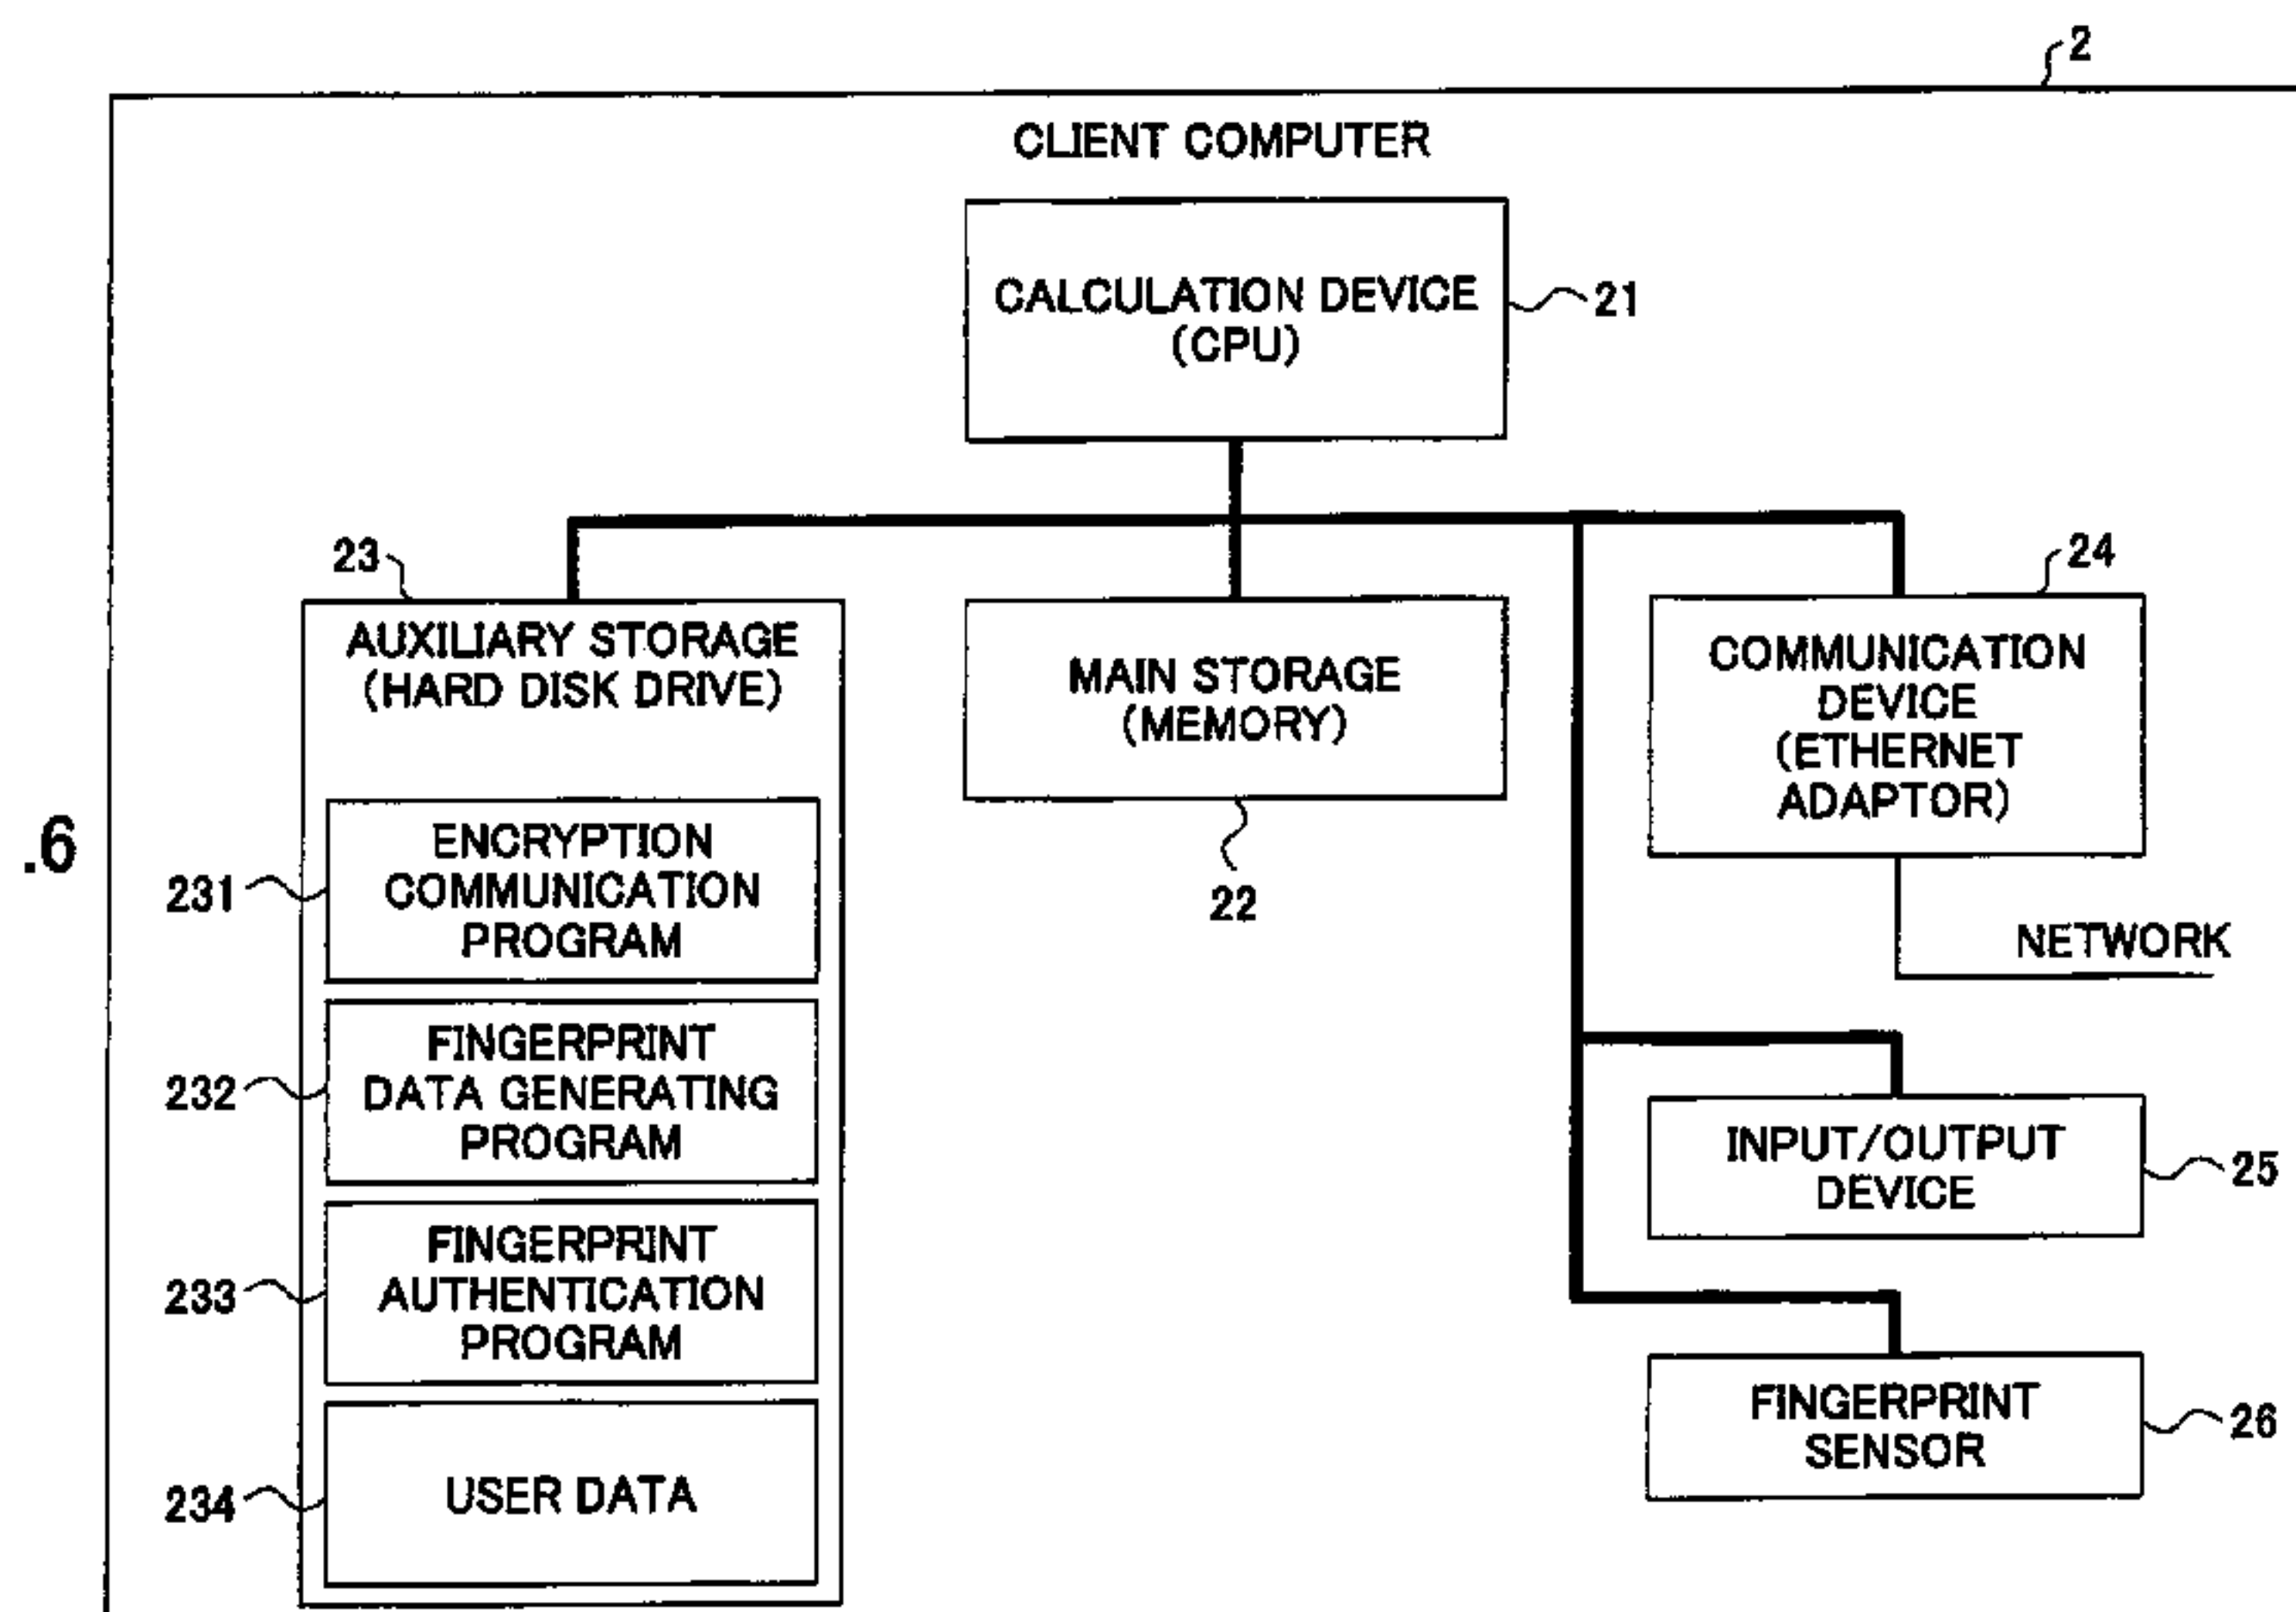 2
CLIENT COMPUTER
CALCULATION DEVICE
(CPU)
21
23
AUXILIARY STORAGE
(HARD DISK DRIVE)
MAIN STORAGE
(MEMORY)
22
24
COMMUNICATION
DEVICE
(ETHERNET
ADAPTOR)
NETWORK
.6
231
ENCRYPTION
COMMUNICATION
PROGRAM
232
FINGERPRINT
DATA GENERATING
PROGRAM
233
FINGERPRINT
AUTHENTICATION
PROGRAM
234
USER DATA
INPUT/OUTPUT
DEVICE
25
FINGERPRINT
SENSOR
26